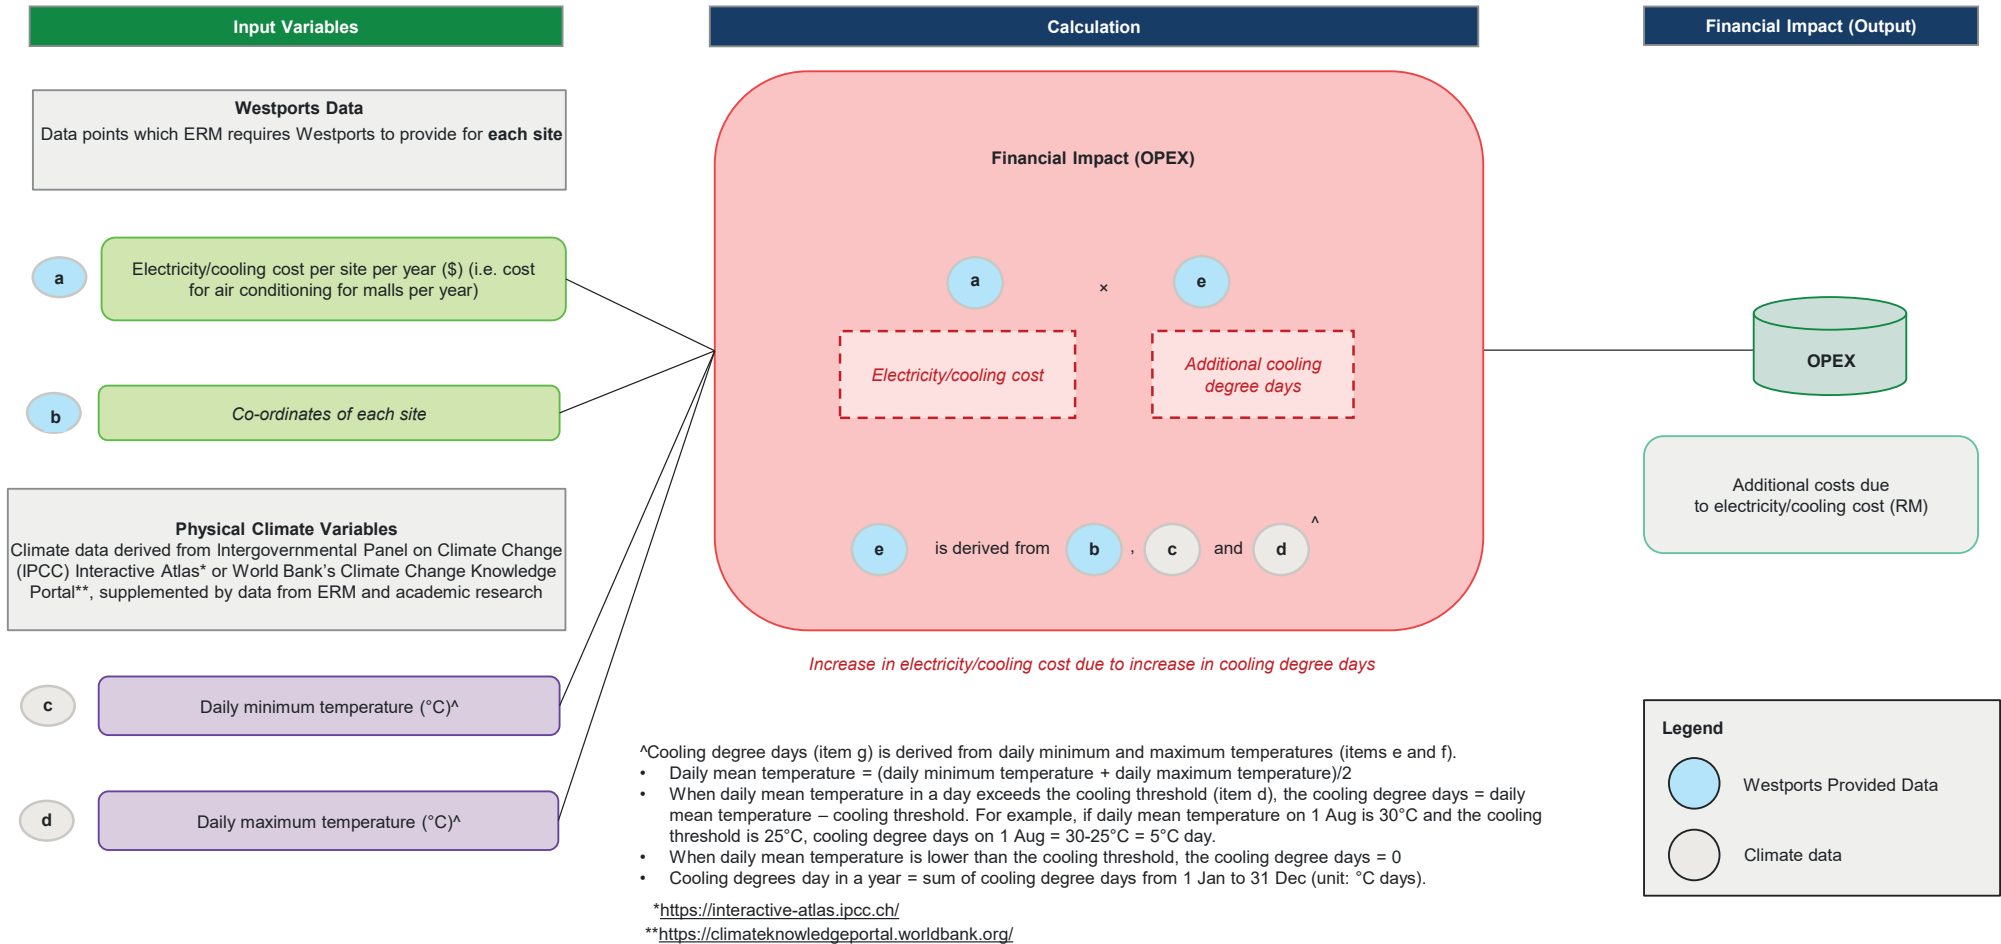 Input Variables
Calculation
Financial Impact (Output)
Westports Data
Data points which ERM requires Westports to provide for each site
a
Electricity/cooling cost per site per year ($) (i.e. cost
for air conditioning for malls per year)
b
Co-ordinates of each site
Physical Climate Variables
Climate data derived from Intergovernmental Panel on Climate Change
(IPCC) Interactive Atlas* or World Bank's Climate Change Knowledge
Portal**, supplemented by data from ERM and academic research
c
Daily minimum temperature (°C)^
d
Daily maximum temperature (°C)^
Financial Impact (OPEX)
a × e
Electricity/cooling cost
Additional cooling
degree days
e is derived from b , c and d ^
Increase in electricity/cooling cost due to increase in cooling degree days
^Cooling degree days (item g) is derived from daily minimum and maximum temperatures (items e and f).
• Daily mean temperature = (daily minimum temperature + daily maximum temperature)/2
• When daily mean temperature in a day exceeds the cooling threshold (item d), the cooling degree days = daily
mean temperature – cooling threshold. For example, if daily mean temperature on 1 Aug is 30°C and the cooling
threshold is 25°C, cooling degree days on 1 Aug = 30-25°C = 5°C day.
• When daily mean temperature is lower than the cooling threshold, the cooling degree days = 0
• Cooling degrees day in a year = sum of cooling degree days from 1 Jan to 31 Dec (unit: °C days).
*https://interactive-atlas.ipcc.ch/
**https://climateknowledgeportal.worldbank.org/
OPEX
Additional costs due
to electricity/cooling cost (RM)
Legend
Westports Provided Data
Climate data